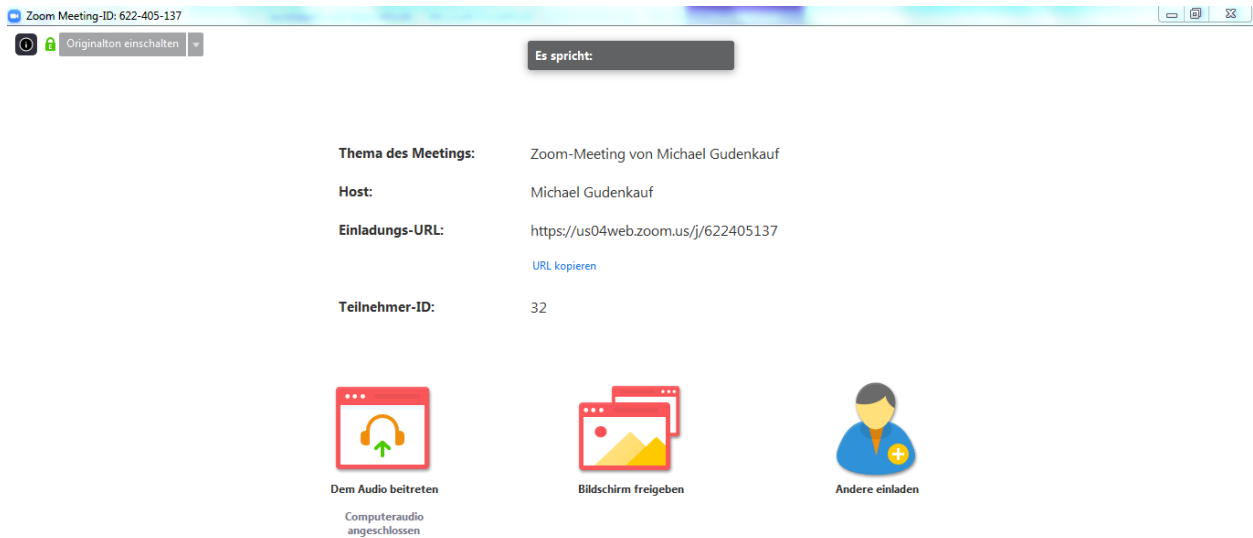 Zoom Meeting-ID: 622-405-137
Originalton einschalten
Es spricht:
Thema des Meetings: Zoom-Meeting von Michael Gudenkauf
Host: Michael Gudenkauf
Einladungs-URL: https://us04web.zoom.us/j/622405137
URL kopieren
Teilnehmer-ID: 32
Dem Audio beitreten
Computeraudio
angeschlossen
Bildschirm freigeben
Andere einladen